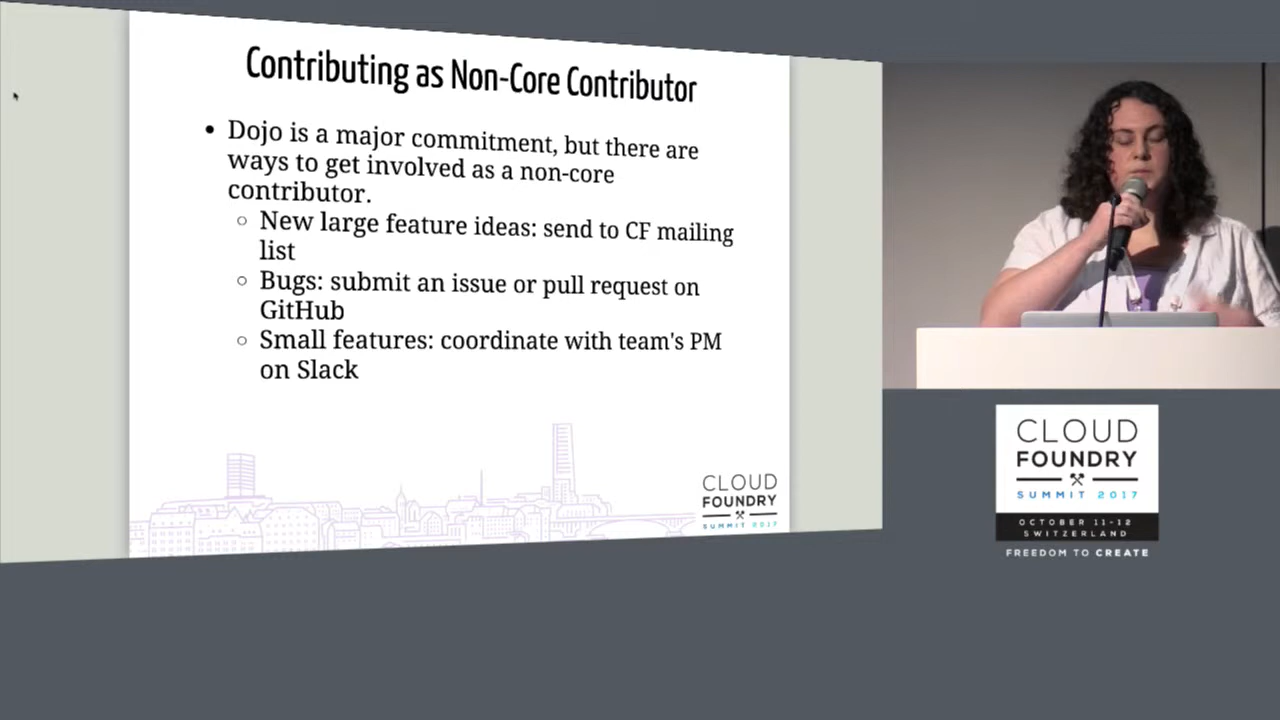 Contributing as Non-Core Contributor
• Dojo is a major commitment, but there are
ways to get involved as a non-core
contributor.
○ New large feature ideas: send to CF mailing
list
○ Bugs: submit an issue or pull request on
GitHub
○ Small features: coordinate with team's PM
on Slack
CLOUD
FOUNDRY
SUMMIT 2017
CLOUD
FOUNDRY
SUMMIT 2017
OCTOBER 11-12
SWITZERLAND
FREEDOM TO CREATE